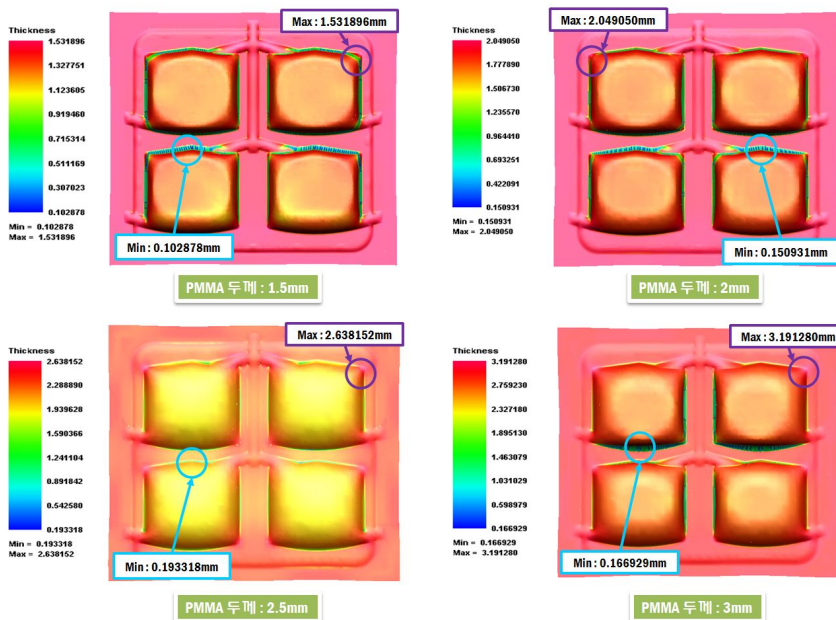 Max : 1.531896mm
Thickness
1.531896
1.327751
1.123605
0.919460
0.715314
0.511169
0.307023
0.102878
Min = 0.102878
Max = 1.531896
Min : 0.102878mm
PMMA 두께 : 1.5mm
Max : 2.049050mm
Thickness
2.049050
1.777890
1.506730
1.235570
0.964410
0.693251
0.422091
0.150931
Min = 0.150931
Max = 2.049050
Min : 0.150931mm
PMMA 두께 : 2mm
Max : 2.638152mm
Thickness
2.638152
2.288890
1.939628
1.590366
1.241104
0.891842
0.542580
0.193318
Min = 0.193318
Max = 2.638152
Min : 0.193318mm
PMMA 두께 : 2.5mm
Max : 3.191280mm
Thickness
3.191280
2.759230
2.327180
1.895130
1.463079
1.031029
0.598979
0.166929
Min = 0.166929
Max = 3.191280
Min : 0.166929mm
PMMA 두께 : 3mm